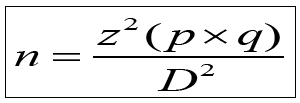 n = z²(p × q) / D²